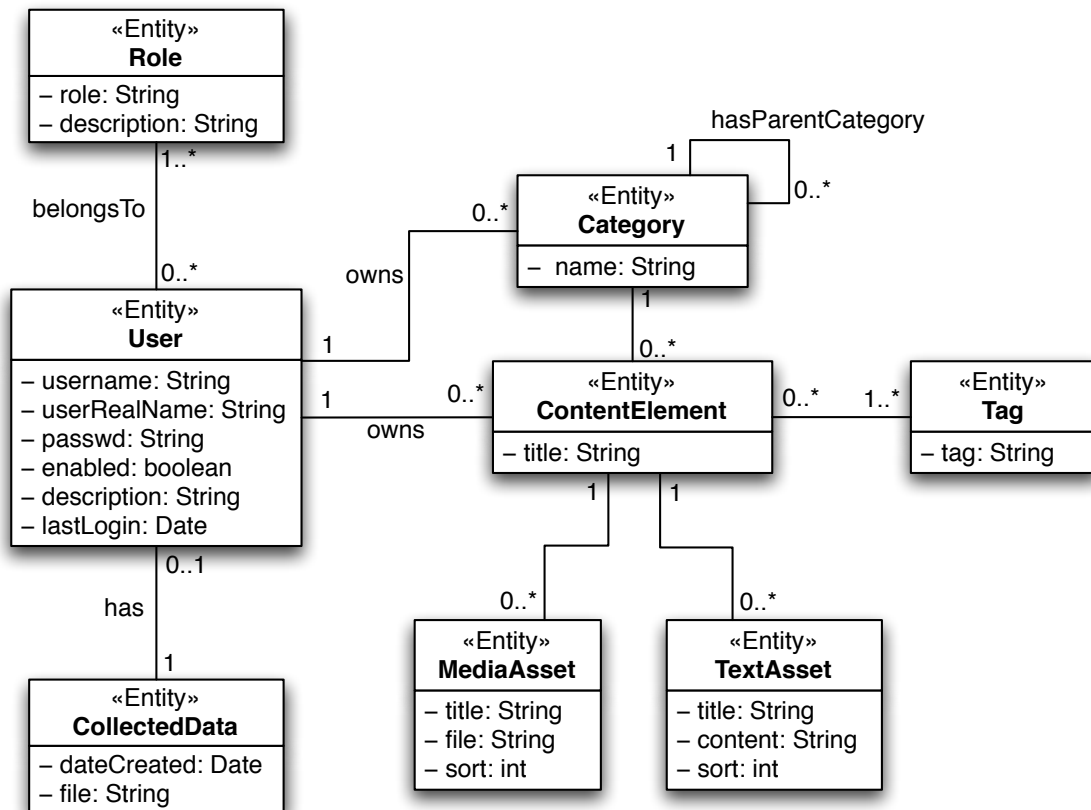 «Entity»
Role
– role: String
– description: String
1..*
belongsTo
0..*
«Entity»
User
– username: String
– userRealName: String
– passwd: String
– enabled: boolean
– description: String
– lastLogin: Date
0..1
has
1
«Entity»
CollectedData
– dateCreated: Date
– file: String
1
owns
0..*
hasParentCategory
1
0..*
«Entity»
Category
– name: String
1
0..*
1
owns
0..*
«Entity»
ContentElement
– title: String
0..*
1..*
«Entity»
Tag
– tag: String
1
1
0..*
0..*
«Entity»
MediaAsset
– title: String
– file: String
– sort: int
«Entity»
TextAsset
– title: String
– content: String
– sort: int